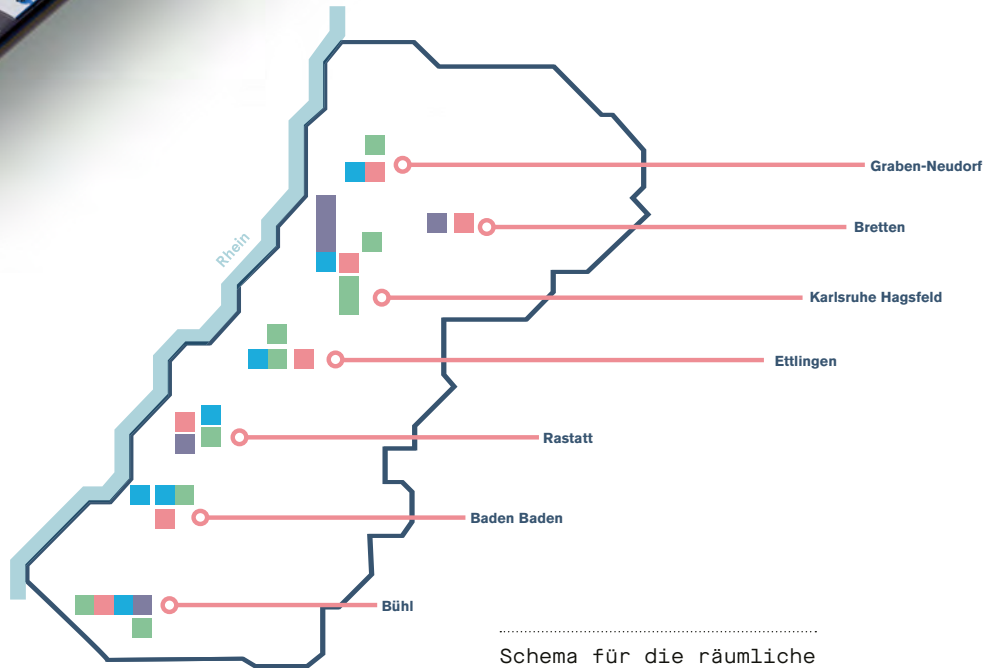 Graben-Neudorf
Bretten
Rhein
Karlsruhe Hagsfeld
Ettlingen
Rastatt
Baden Baden
Bühl
Schema für die räumliche